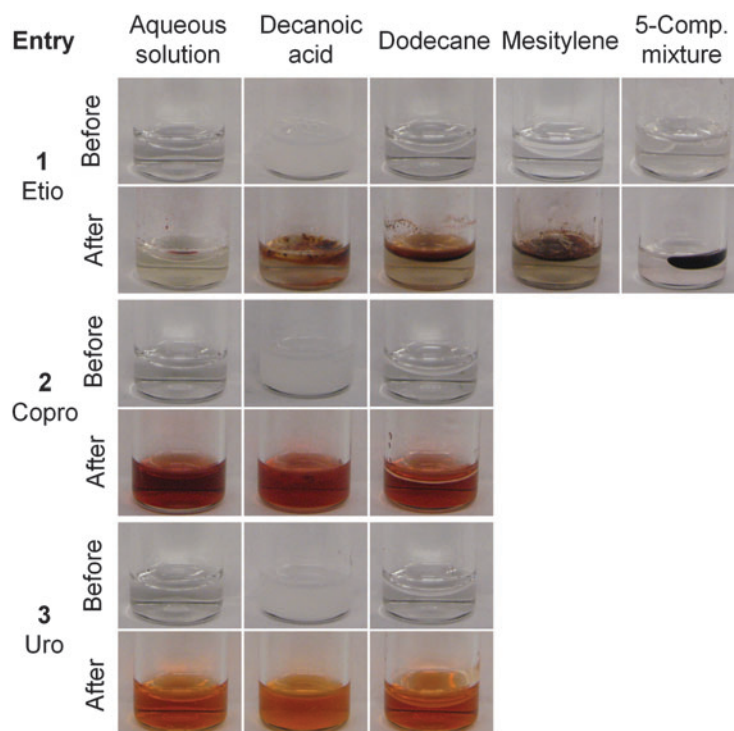 Entry
Aqueous solution
Decanoic acid
Dodecane
Mesitylene
5-Comp. mixture
1
Etio
Before
After
2
Copro
Before
After
3
Uro
Before
After